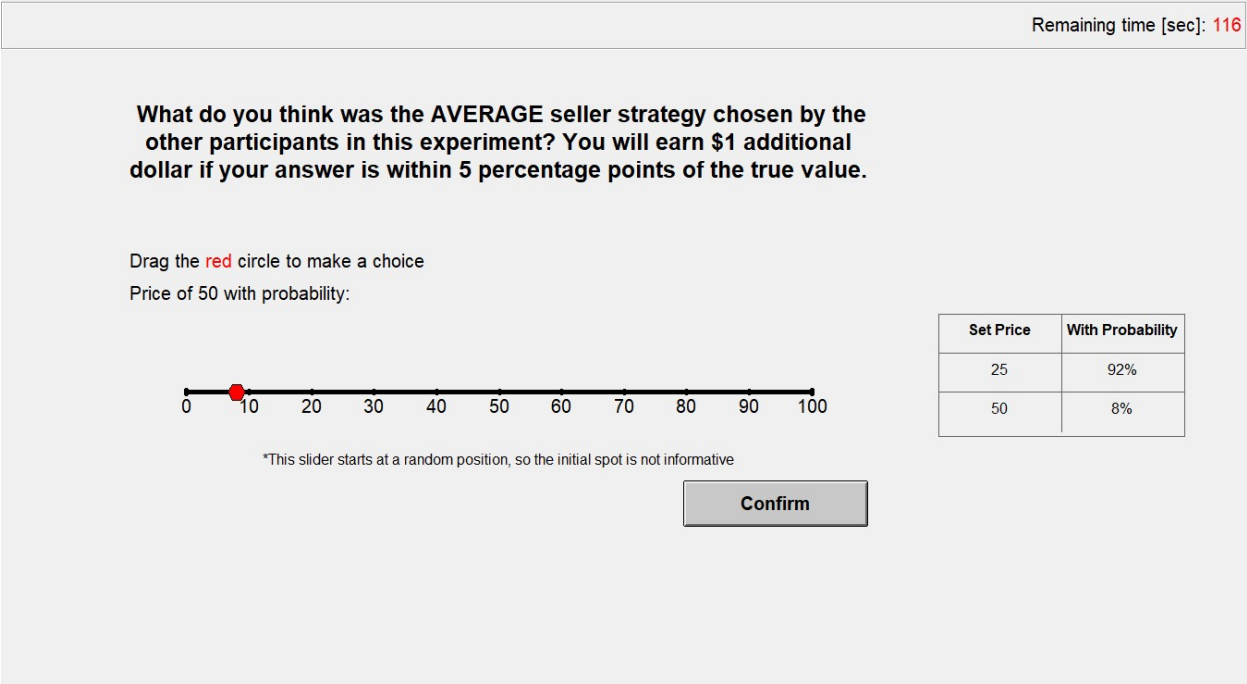 Remaining time [sec]: 116
What do you think was the AVERAGE seller strategy chosen by the
other participants in this experiment? You will earn $1 additional
dollar if your answer is within 5 percentage points of the true value.
Drag the red circle to make a choice
Price of 50 with probability:
0 10 20 30 40 50 60 70 80 90 100
*This slider starts at a random position, so the initial spot is not informative
Confirm
Set Price With Probability
25 92%
50 8%